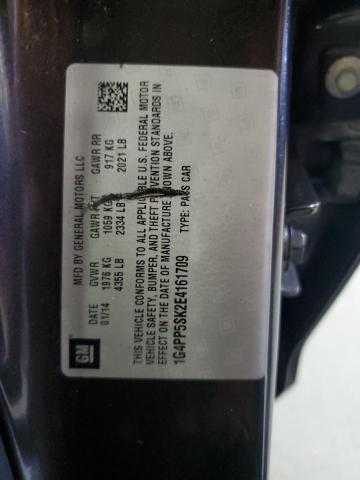 MFD BY GENERAL MOTORS LLC
DATE GVWR GAWR FRT GAWR RR
01/14 1976 KG 1059 KG 917 KG
4355 LB 2334 LB 2021 LB
THIS VEHICLE CONFORMS TO ALL APPLICABLE U.S. FEDERAL MOTOR
VEHICLE SAFETY, BUMPER, AND THEFT PREVENTION STANDARDS IN
EFFECT ON THE DATE OF MANUFACTURE SHOWN ABOVE.
1G4PP5SK2E4161709 TYPE: PASS CAR
GM